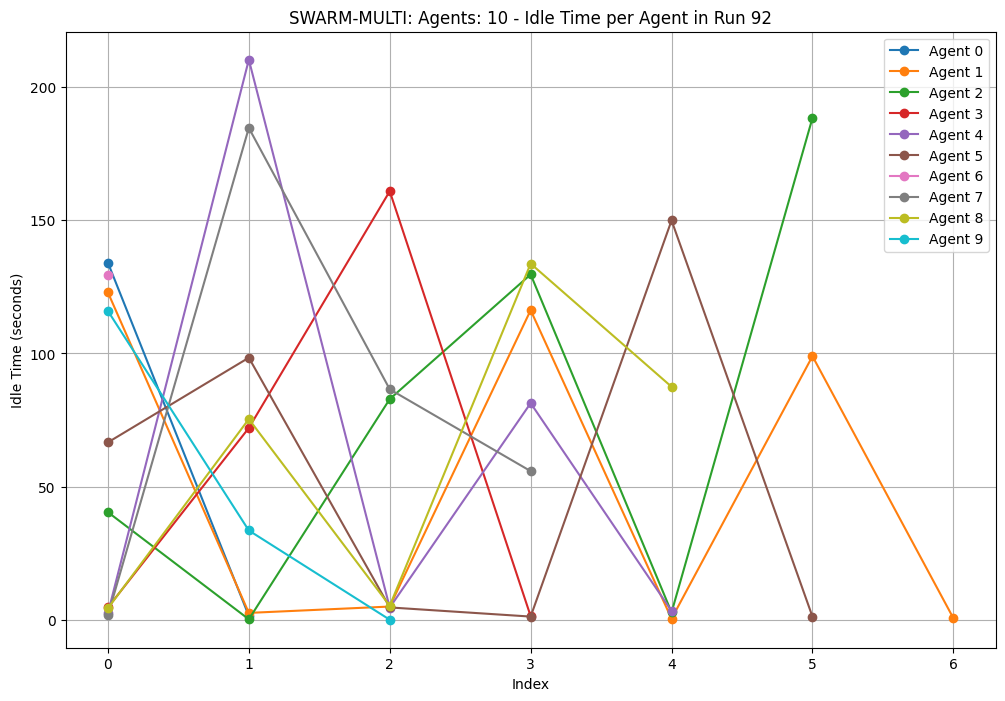 SWARM-MULTI: Agents: 10 - Idle Time per Agent in Run 92
Idle Time (seconds)
200
150
100
50
0
0 1 2 3 4 5 6
Index
Agent 0
Agent 1
Agent 2
Agent 3
Agent 4
Agent 5
Agent 6
Agent 7
Agent 8
Agent 9